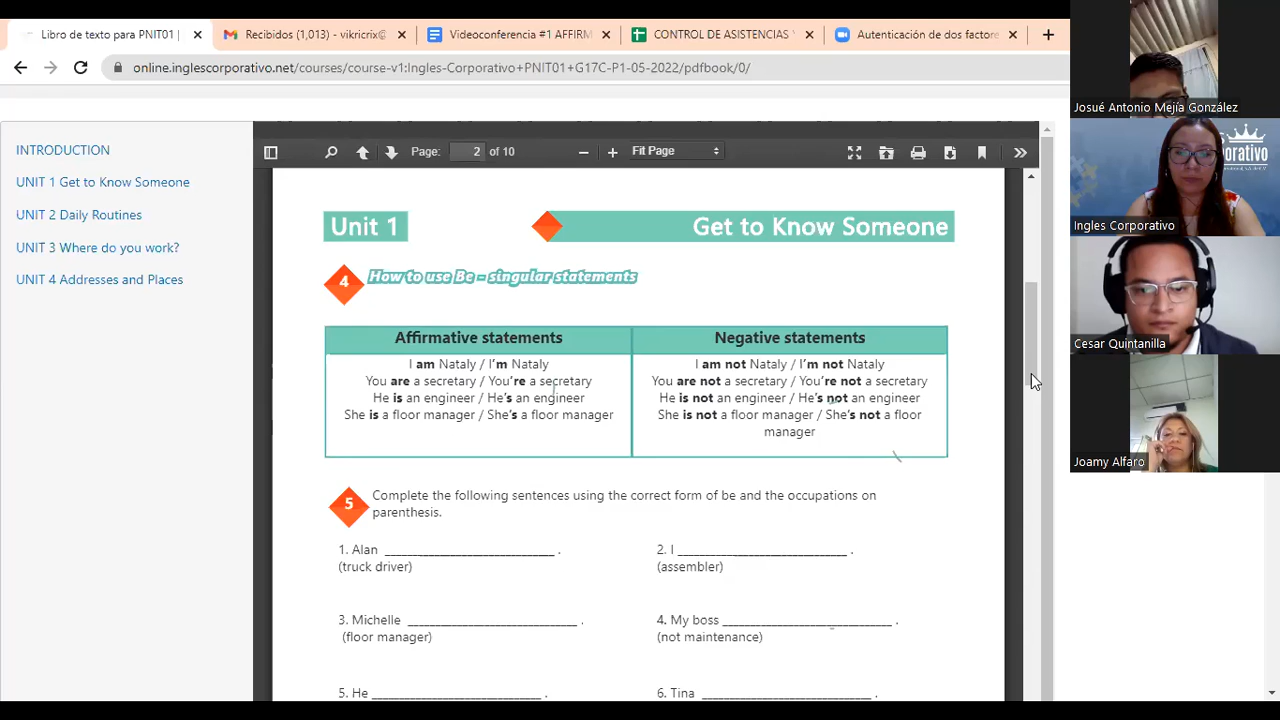 Libro de texto para PNIT01 |
Recibidos (1,013) - vikricrix@
Videoconferencia #1 AFFIRM
CONTROL DE ASISTENCIAS
Autenticación de dos factore
online.inglescorporativo.net/courses/course-v1:Ingles-Corporativo+PNIT01+G17C-P1-05-2022/pdfbook/0/
INTRODUCTION
UNIT 1 Get to Know Someone
UNIT 2 Daily Routines
UNIT 3 Where do you work?
UNIT 4 Addresses and Places
Page: 2 of 10
Fit Page
Unit 1
Get to Know Someone
4 How to use Be – singular statements
Affirmative statements
I am Nataly / I'm Nataly
You are a secretary / You're a secretary
He is an engineer / He's an engineer
She is a floor manager / She's a floor manager
Negative statements
I am not Nataly / I'm not Nataly
You are not a secretary / You're not a secretary
He is not an engineer / He's not an engineer
She is not a floor manager / She's not a floor
manager
5 Complete the following sentences using the correct form of be and the occupations on
parenthesis.
1. Alan ______________________ .
(truck driver)
2. I ______________________ .
(assembler)
3. Michelle ______________________ .
(floor manager)
4. My boss ______________________ .
(not maintenance)
5. He ______________________ .
6. Tina ______________________ .
Josué Antonio Mejía González
orativo
Ingles Corporativo
Cesar Quintanilla
Joamy Alfaro